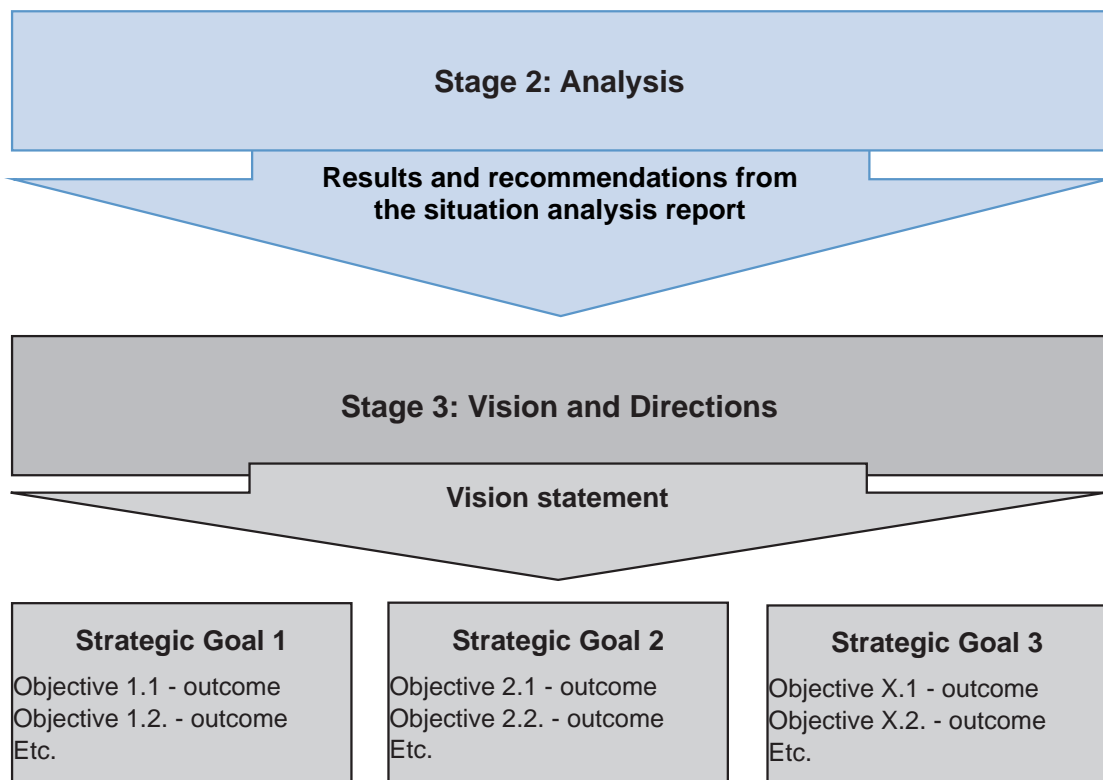 Stage 2: Analysis
Results and recommendations from
the situation analysis report
Stage 3: Vision and Directions
Vision statement
Strategic Goal 1
Objective 1.1 - outcome
Objective 1.2. - outcome
Etc.
Strategic Goal 2
Objective 2.1 - outcome
Objective 2.2. - outcome
Etc.
Strategic Goal 3
Objective X.1 - outcome
Objective X.2. - outcome
Etc.